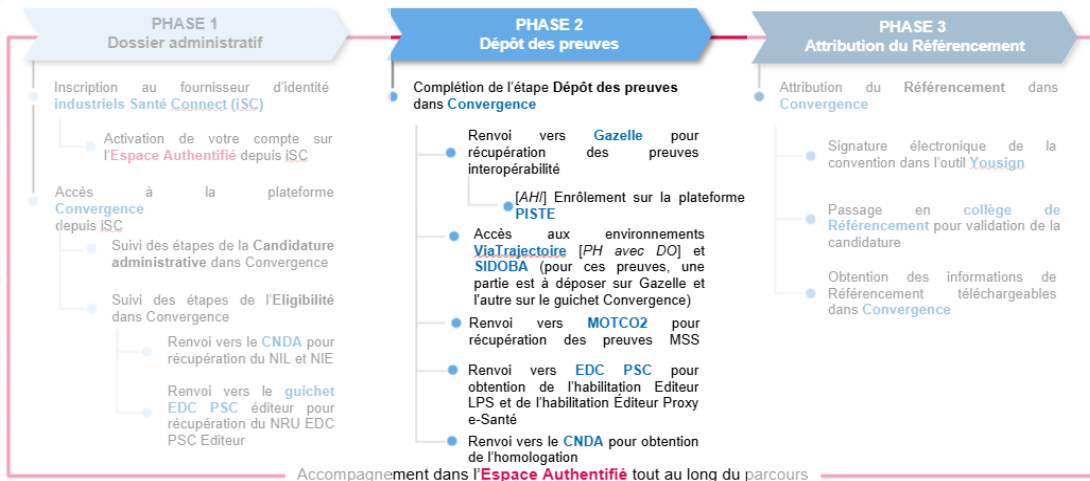 PHASE 1
Dossier administratif
Inscription au fournisseur d'identité
industriels Santé Connect (iSC)
Activation de votre compte sur
l'Espace Authentifié depuis iSC
Accès à la plateforme
Convergence
depuis iSC
Suivi des étapes de la Candidature
administrative dans Convergence
Suivi des étapes de l'Eligibilité
dans Convergence
Renvoi vers le CNDA pour
récupération du NIL et NIE
Renvoi vers le guichet
EDC PSC éditeur pour
récupération du NRU EDC
PSC Editeur
PHASE 2
Dépôt des preuves
Complétion de l'étape Dépôt des preuves
dans Convergence
Renvoi vers Gazelle pour
récupération des preuves
interopérabilité
[AHI] Enrôlement sur la plateforme
PISTE
Accès aux environnements
ViaTrajectoire [PH avec DO] et
SIDOBA (pour ces preuves, une
partie est à déposer sur Gazelle et
l'autre sur le guichet Convergence)
Renvoi vers MOTCO2 pour
récupération des preuves MSS
Renvoi vers EDC PSC pour
obtention de l'habilitation Editeur
LPS et de l'habilitation Éditeur Proxy
e-Santé
Renvoi vers le CNDA pour obtention
de l'homologation
PHASE 3
Attribution du Référencement
Attribution du Référencement dans
Convergence
Signature électronique de la
convention dans l'outil Yousign
Passage en collège de
Référencement pour validation de la
candidature
Obtention des informations de
Référencement téléchargeables
dans Convergence
Accompagnement dans l'Espace Authentifié tout au long du parcours